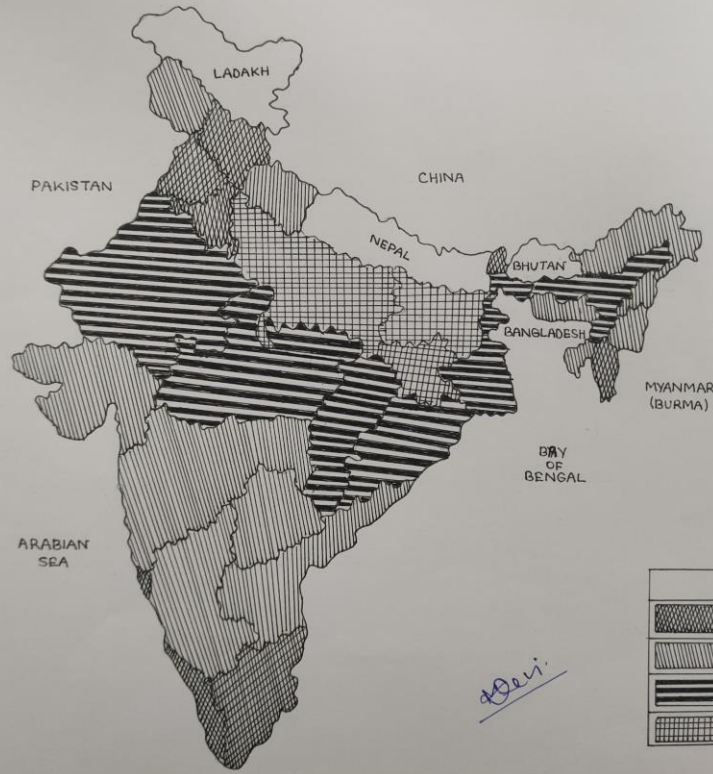 LADAKH
PAKISTAN
CHINA
NEPAL
BHUTAN
BANGLADESH
MYANMAR
(BURMA)
BAY
OF
BENGAL
ARABIAN
SEA